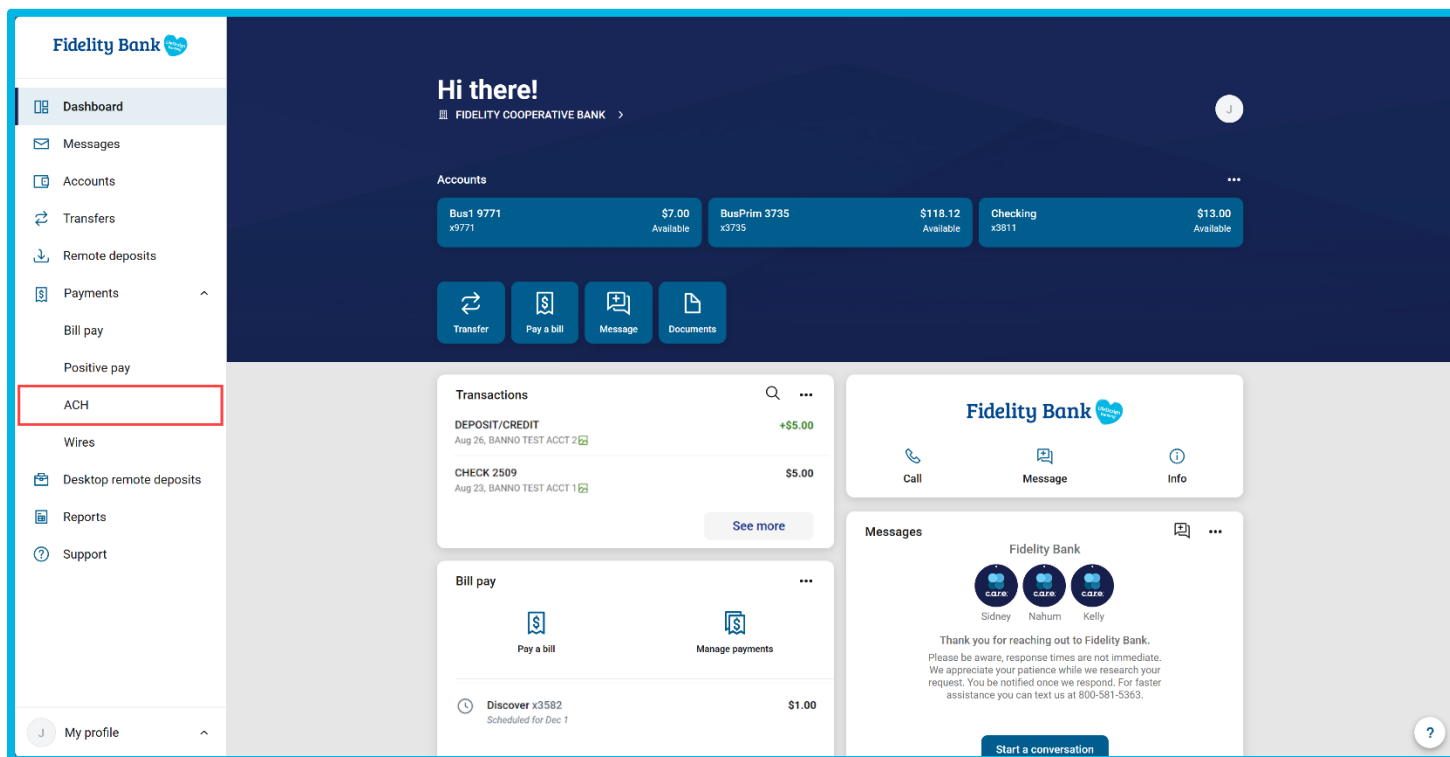 Fidelity Bank
Dashboard
Messages
Accounts
Transfers
Remote deposits
Payments
Bill pay
Positive pay
ACH
Wires
Desktop remote deposits
Reports
Support
J My profile
Hi there!
FIDELITY COOPERATIVE BANK
J
Accounts
Bus1 9771 $7.00
x9771 Available
BusPrim 3735 $118.12
x3735 Available
Checking $13.00
x3811 Available
Transfer
Pay a bill
Message
Documents
Transactions
DEPOSIT/CREDIT +$5.00
Aug 26, BANNO TEST ACCT 2
CHECK 2509 $5.00
Aug 23, BANNO TEST ACCT 1
See more
Bill pay
Pay a bill
Manage payments
Discover x3582 $1.00
Scheduled for Dec 1
Fidelity Bank
Call
Message
Info
Messages
Fidelity Bank
c.a.r.e. c.a.r.e. c.a.r.e.
Sidney Nahum Kelly
Thank you for reaching out to Fidelity Bank.
Please be aware, response times are not immediate.
We appreciate your patience while we research your
request. You be notified once we respond. For faster
assistance you can text us at 800-581-5363.
Start a conversation
?